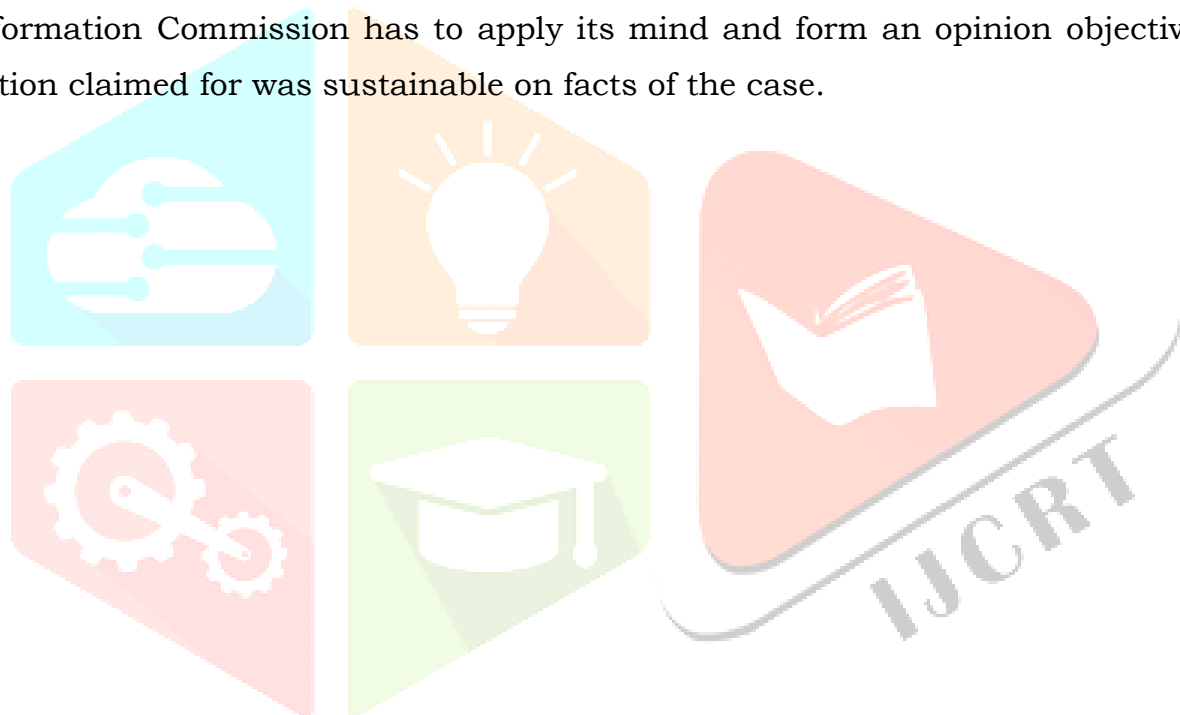 formation Commission has to apply its mind and form an opinion objectiv
tion claimed for was sustainable on facts of the case.
IJCRT